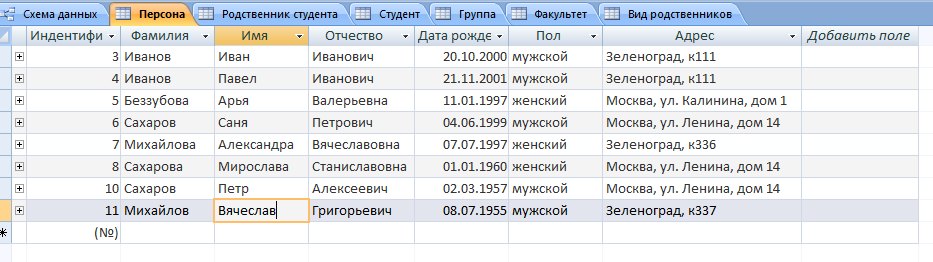 Схема данных Персона Родственник студента Студент Группа Факультет Вид родственников
Индентифи Фамилия Имя Отчество Дата рожде Пол Адрес Добавить поле
3 Иванов Иван Иванович 20.10.2000 мужской Зеленоград, к111
4 Иванов Павел Иванович 21.11.2001 мужской Зеленоград, к111
5 Беззубова Арья Валерьевна 11.01.1997 женский Москва, ул. Калинина, дом 1
6 Сахаров Саня Петрович 04.06.1999 мужской Москва, ул. Ленина, дом 14
7 Михайлова Александра Вячеславовна 07.07.1997 женский Зеленоград, к336
8 Сахарова Мирослава Станиславовна 01.01.1960 женский Москва, ул. Ленина, дом 14
10 Сахаров Петр Алексеевич 02.03.1957 мужской Москва, ул. Ленина, дом 14
11 Михайлов Вячеслав Григорьевич 08.07.1955 мужской Зеленоград, к337
(№)